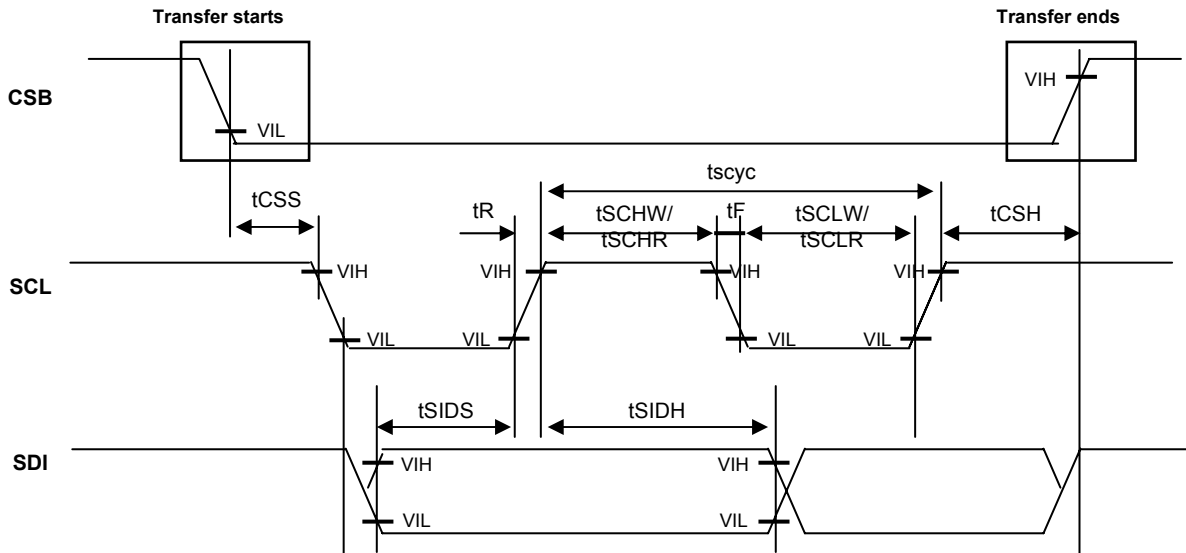 Transfer starts
Transfer ends
CSB
VIL
VIH
tscyc
tCSS
tR
tSCHW/
tSCHR
tF
tSCLW/
tSCLR
tCSH
SCL
VIH
VIH
VIH
VIH
VIL
VIL
VIL
VIL
tSIDS
tSIDH
SDI
VIH
VIH
VIL
VIL